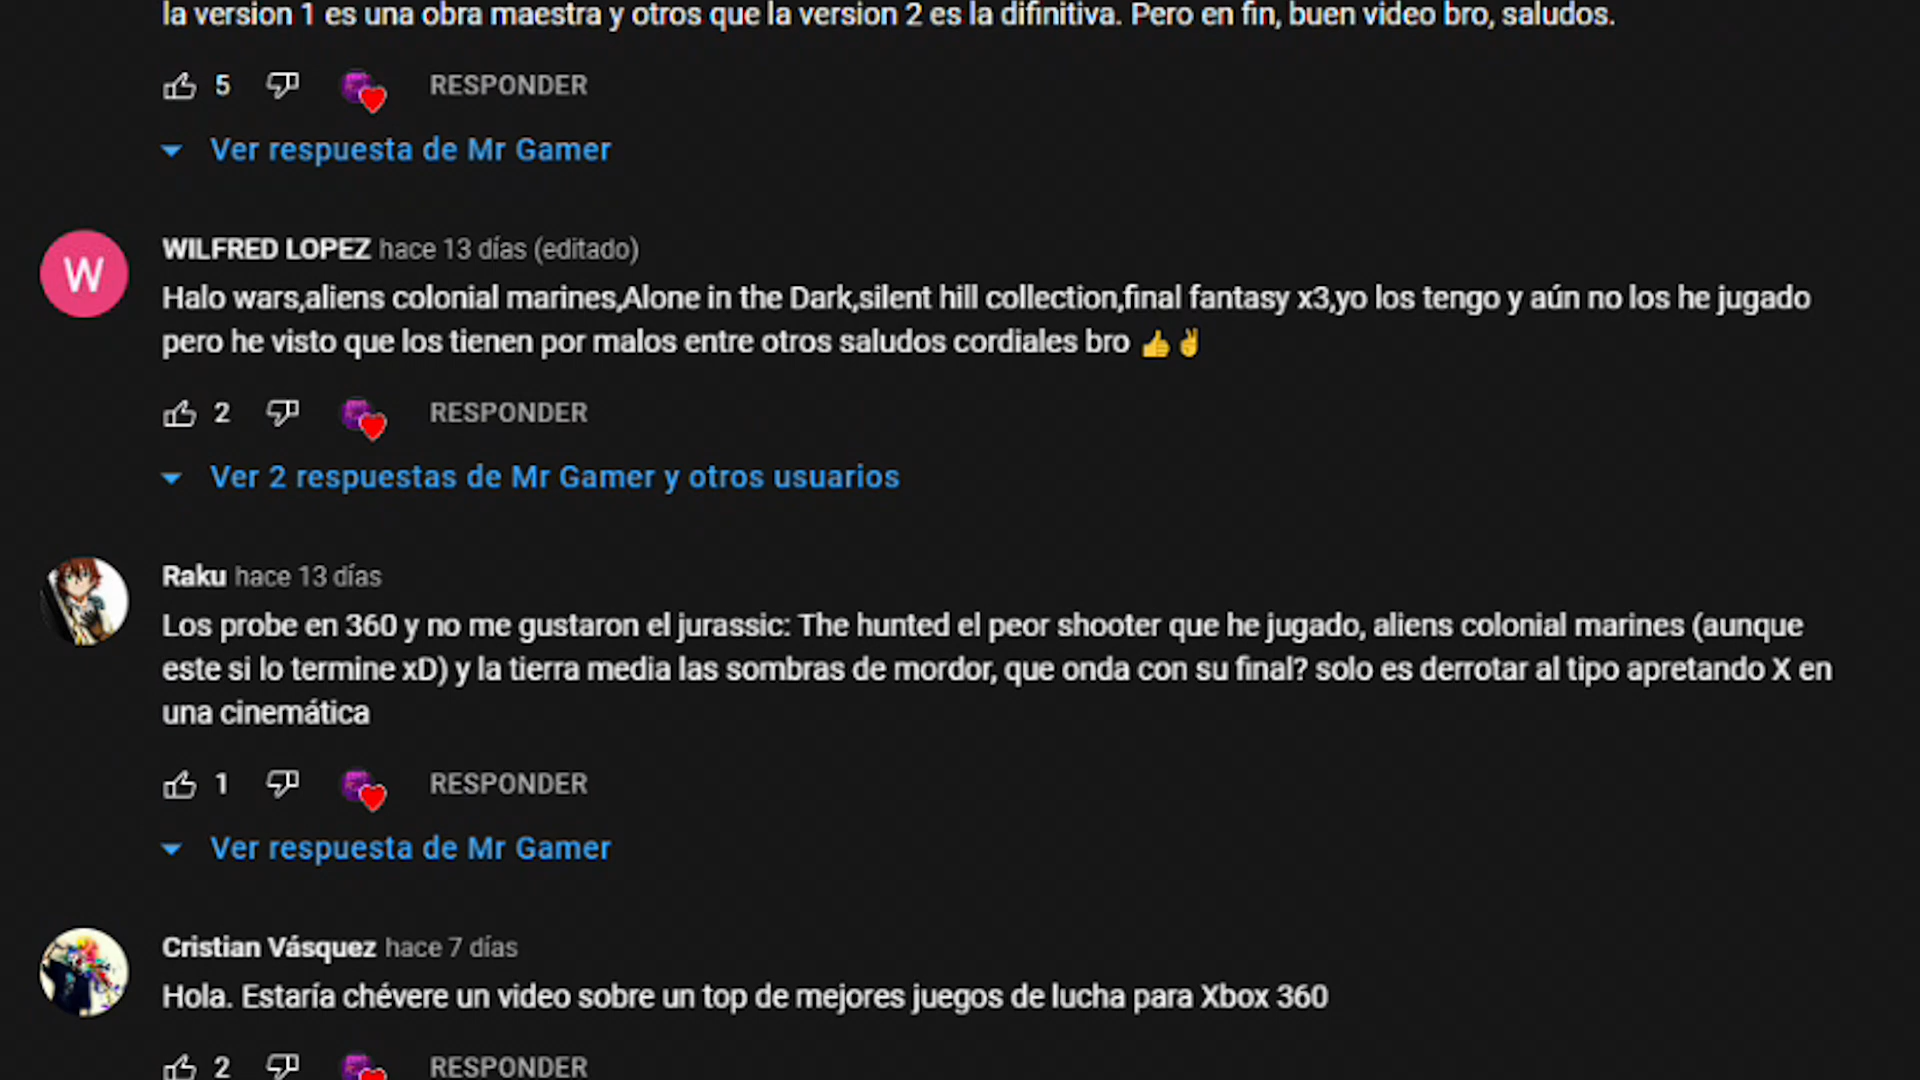 la version 1 es una obra maestra y otros que la version 2 es la difinitiva. Pero en fin, buen video bro, saludos.
5 RESPONDER
Ver respuesta de Mr Gamer
W
WILFRED LOPEZ hace 13 días (editado)
Halo wars,aliens colonial marines,Alone in the Dark,silent hill collection,final fantasy x3,yo los tengo y aún no los he jugado
pero he visto que los tienen por malos entre otros saludos cordiales bro 👍✌
2 RESPONDER
Ver 2 respuestas de Mr Gamer y otros usuarios
Raku hace 13 días
Los probe en 360 y no me gustaron el jurassic: The hunted el peor shooter que he jugado, aliens colonial marines (aunque
este si lo termine xD) y la tierra media las sombras de mordor, que onda con su final? solo es derrotar al tipo apretando X en
una cinemática
1 RESPONDER
Ver respuesta de Mr Gamer
Cristian Vásquez hace 7 días
Hola. Estaría chévere un video sobre un top de mejores juegos de lucha para Xbox 360
2 RESPONDER